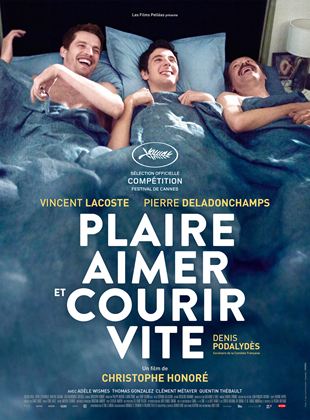 Les Films Pelléas présente
SÉLECTION OFFICIELLE
COMPÉTITION
FESTIVAL DE CANNES
VINCENT LACOSTE PIERRE DELADONCHAMPS
PLAIRE
AIMER
ET COURIR
VITE
DENIS
PODALYDÈS
Sociétaire de la Comédie Française
Un film de
CHRISTOPHE HONORÉ
AVEC ADÈLE WISMES THOMAS GONZALEZ CLÉMENT MÉTAYER QUENTIN THÉBAULT